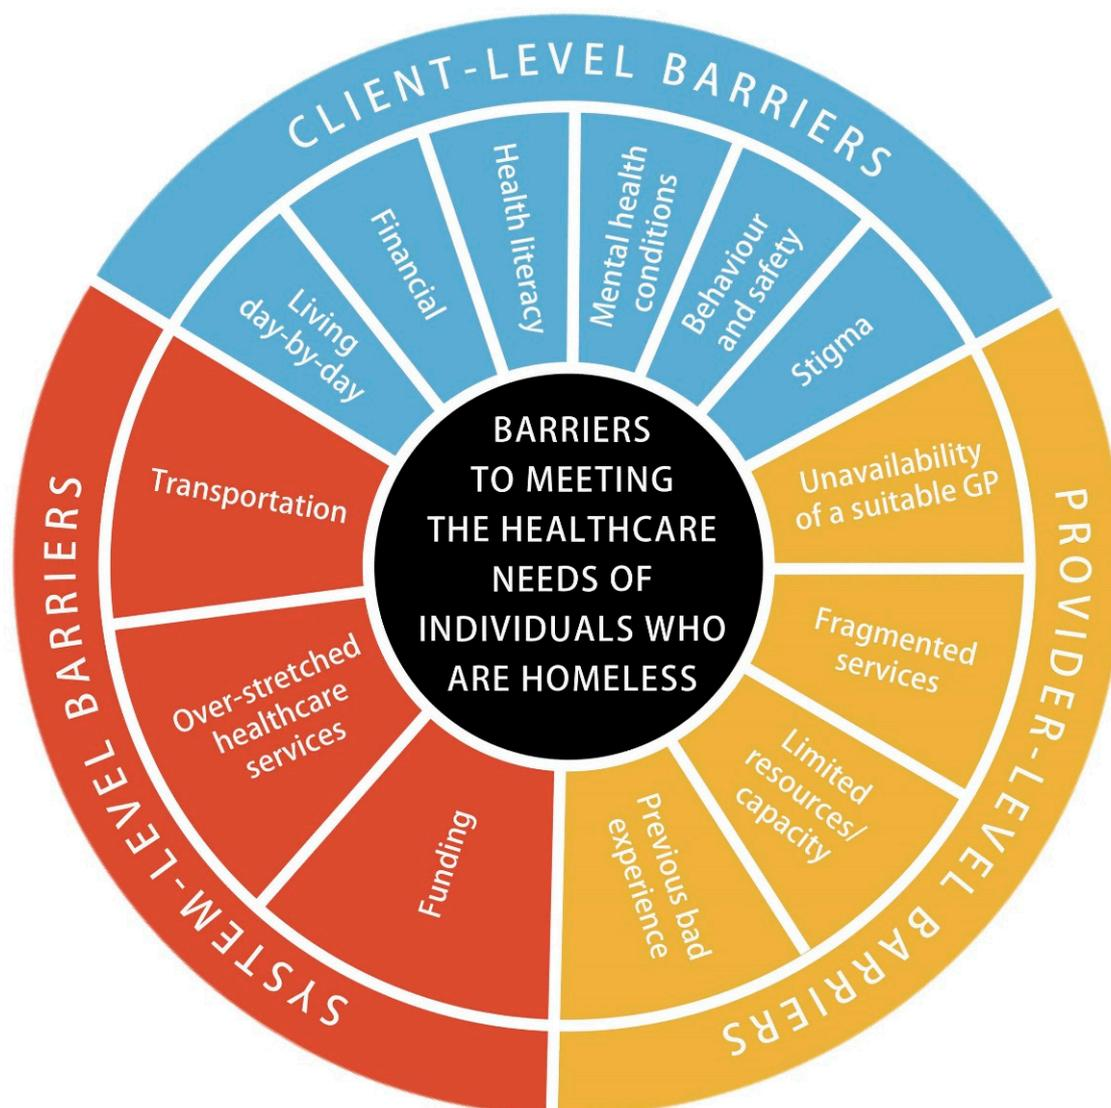 CLIENT-LEVEL BARRIERS
Living
day-by-day
Financial
Health literacy
Mental health
conditions
Behaviour
and safety
Stigma
PROVIDER-LEVEL BARRIERS
Unavailability
of a suitable GP
Fragmented
services
Limited
resources/
capacity
Previous bad
experience
SYSTEM-LEVEL BARRIERS
Funding
Over-stretched
healthcare
services
Transportation
BARRIERS
TO MEETING
THE HEALTHCARE
NEEDS OF
INDIVIDUALS WHO
ARE HOMELESS